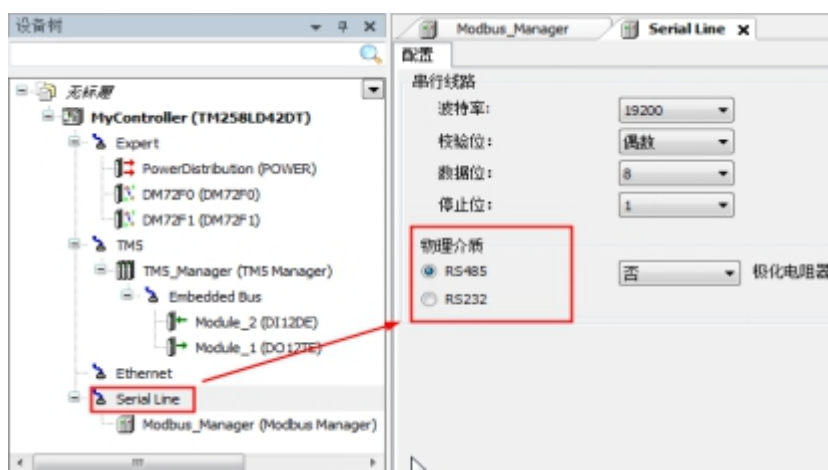 设备树
无标题
MyController (TM258LD42DT)
Expert
PowerDistribution (POWER)
DM72F0 (DM72F0)
DM72F1 (DM72F1)
TM5
TM5_Manager (TM5 Manager)
Embedded Bus
Module_2 (DI12DE)
Module_1 (DO12TE)
Ethernet
Serial Line
Modbus_Manager (Modbus Manager)
Modbus_Manager
Serial Line
配置
串行线路
波特率: 19200
校验位: 偶数
数据位: 8
停止位: 1
物理介质
RS485 否 极化电阻器
RS232